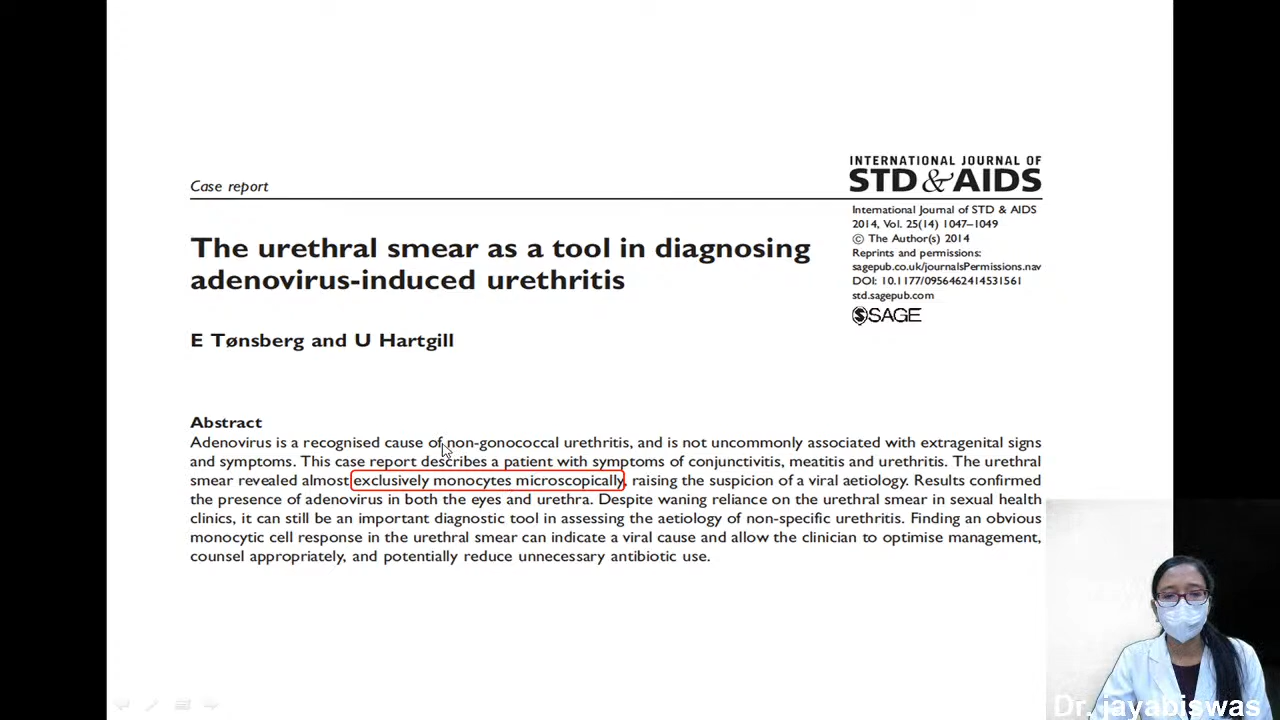 Case report
INTERNATIONAL JOURNAL OF
STD & AIDS
The urethral smear as a tool in diagnosing
adenovirus-induced urethritis
International Journal of STD & AIDS
2014, Vol. 25(14) 1047–1049
© The Author(s) 2014
Reprints and permissions:
sagepub.co.uk/journalsPermissions.nav
DOI: 10.1177/0956462414531561
std.sagepub.com
SAGE
E Tønsberg and U Hartgill
Abstract
Adenovirus is a recognised cause of non-gonococcal urethritis, and is not uncommonly associated with extragenital signs
and symptoms. This case report describes a patient with symptoms of conjunctivitis, meatitis and urethritis. The urethral
smear revealed almost exclusively monocytes microscopically, raising the suspicion of a viral aetiology. Results confirmed
the presence of adenovirus in both the eyes and urethra. Despite waning reliance on the urethral smear in sexual health
clinics, it can still be an important diagnostic tool in assessing the aetiology of non-specific urethritis. Finding an obvious
monocytic cell response in the urethral smear can indicate a viral cause and allow the clinician to optimise management,
counsel appropriately, and potentially reduce unnecessary antibiotic use.
Dr. jayabiswas